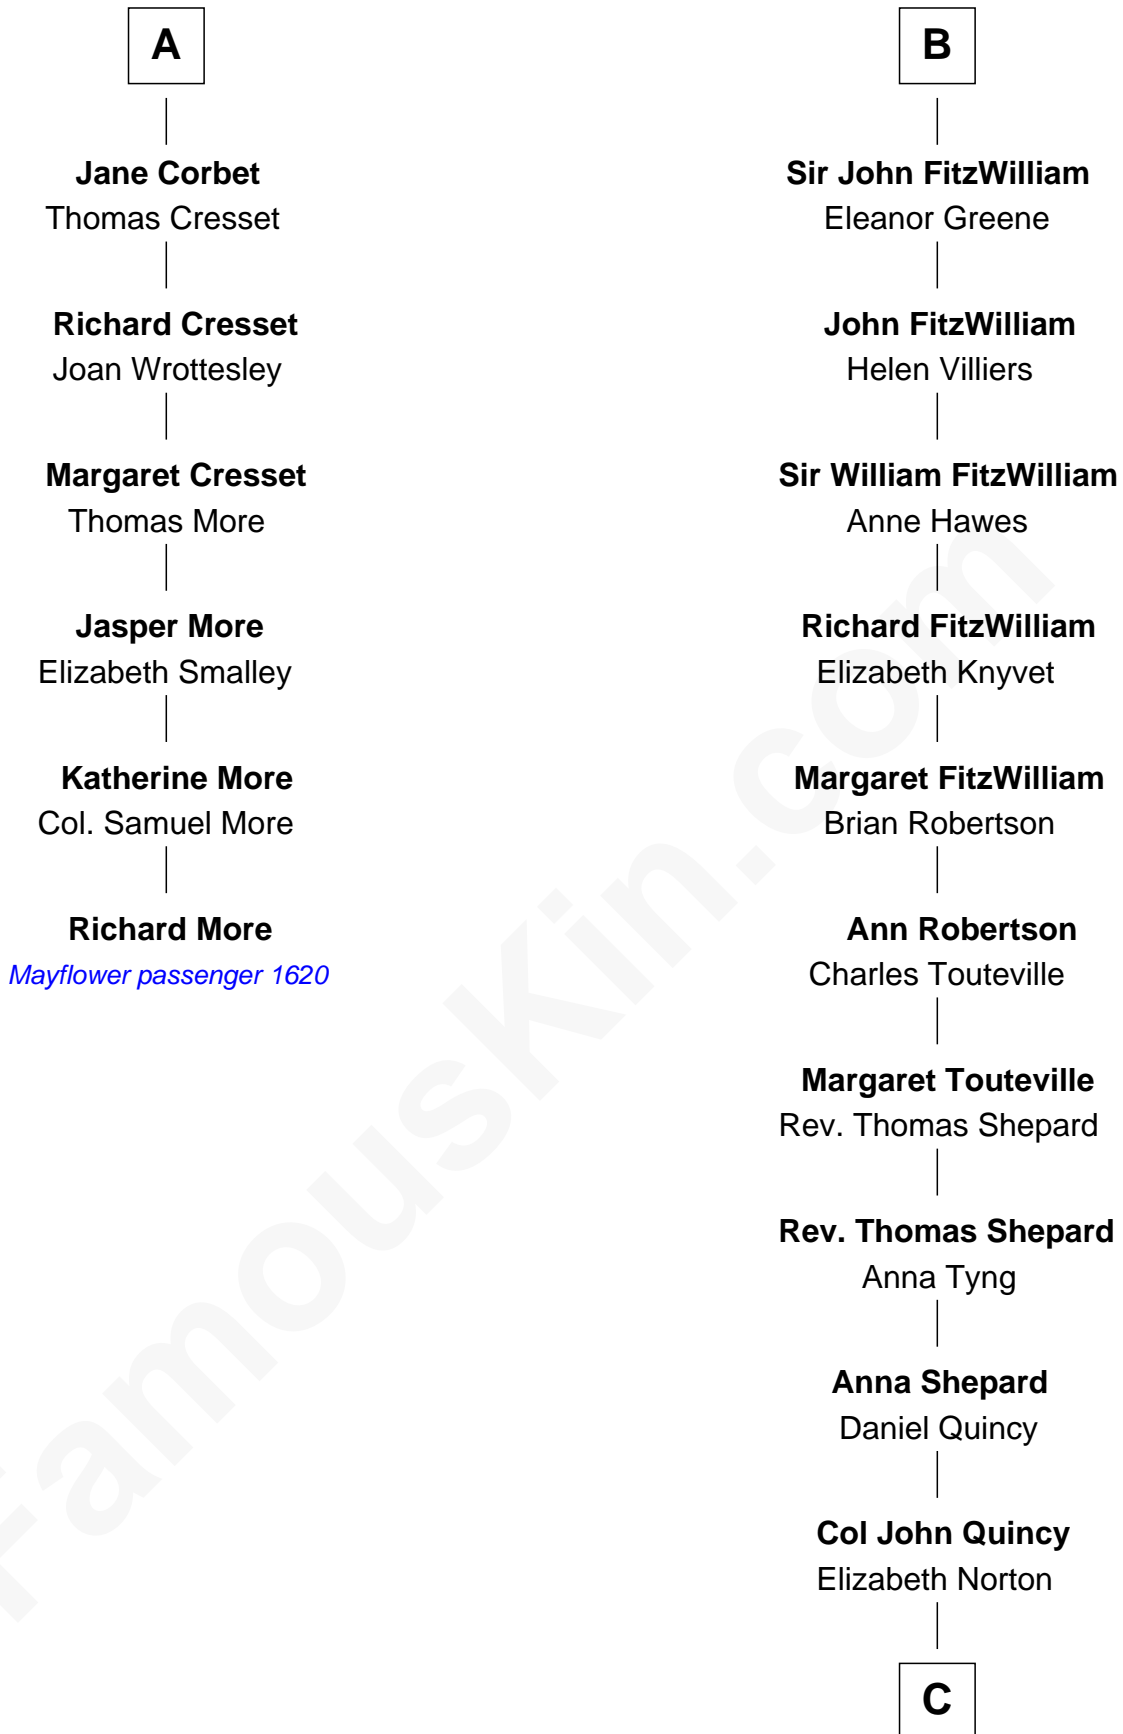 A
Jane Corbet
Thomas Cresset
Richard Cresset
Joan Wrottesley
Margaret Cresset
Thomas More
Jasper More
Elizabeth Smalley
Katherine More
Col. Samuel More
Richard More
Mayflower passenger 1620
B
Sir John FitzWilliam
Eleanor Greene
John FitzWilliam
Helen Villiers
Sir William FitzWilliam
Anne Hawes
Richard FitzWilliam
Elizabeth Knyvet
Margaret FitzWilliam
Brian Robertson
Ann Robertson
Charles Touteville
Margaret Touteville
Rev. Thomas Shepard
Rev. Thomas Shepard
Anna Tyng
Anna Shepard
Daniel Quincy
Col John Quincy
Elizabeth Norton
C
FamousKin.com